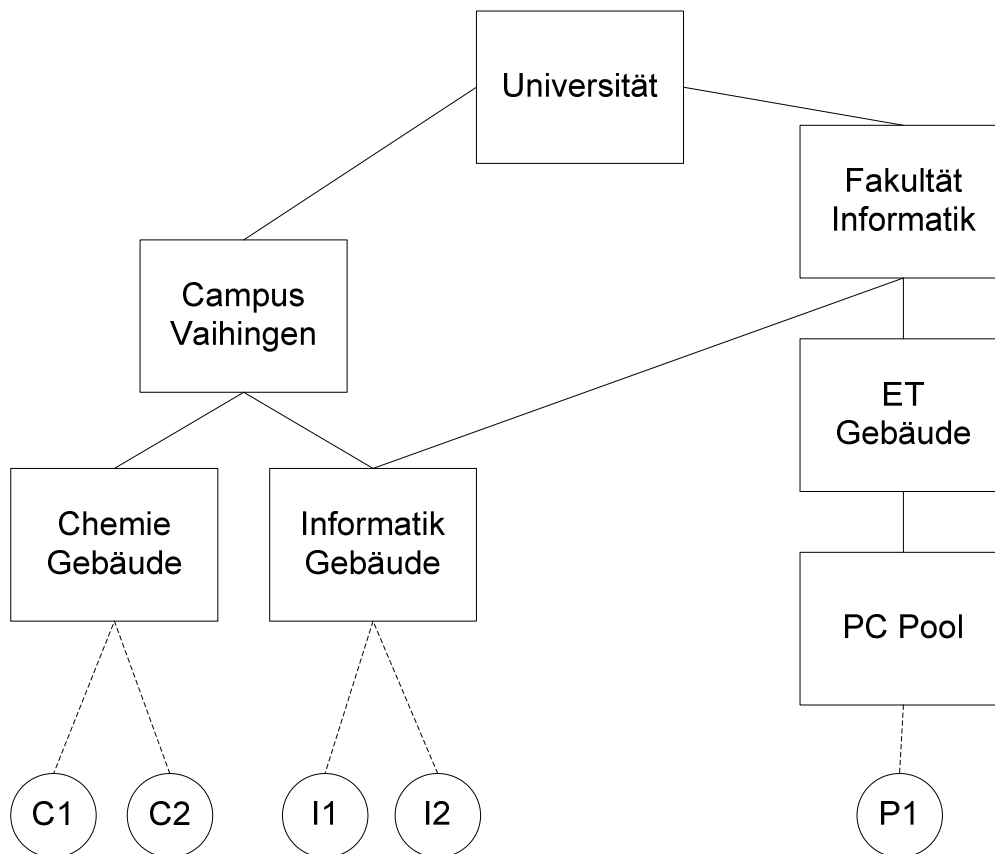 Universität
Fakultät
Informatik
Campus
Vaihingen
ET
Gebäude
Chemie
Gebäude
Informatik
Gebäude
PC Pool
C1
C2
I1
I2
P1